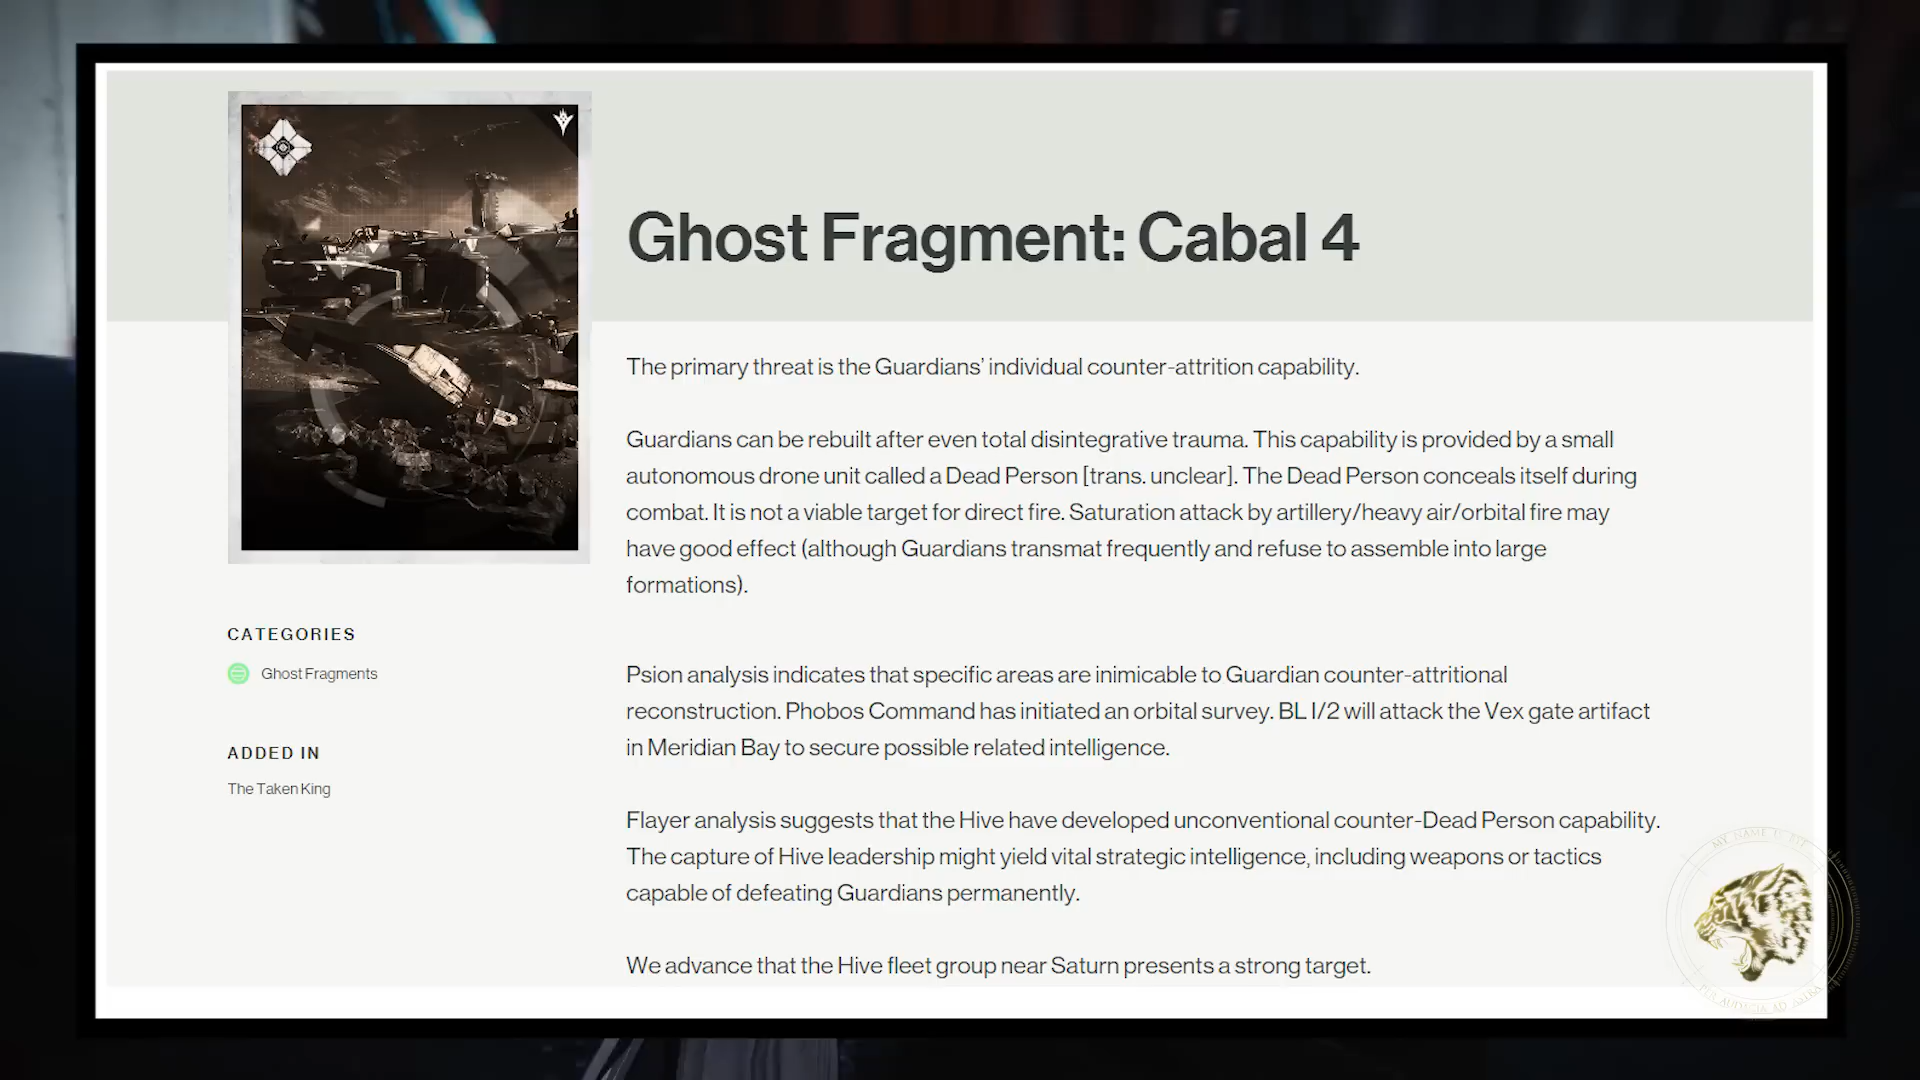 Ghost Fragment: Cabal 4
The primary threat is the Guardians’ individual counter-attrition capability.
Guardians can be rebuilt after even total disintegrative trauma. This capability is provided by a small
autonomous drone unit called a Dead Person [trans. unclear]. The Dead Person conceals itself during
combat. It is not a viable target for direct fire. Saturation attack by artillery/heavy air/orbital fire may
have good effect (although Guardians transmat frequently and refuse to assemble into large
formations).
Psion analysis indicates that specific areas are inimicable to Guardian counter-attritional
reconstruction. Phobos Command has initiated an orbital survey. BL I/2 will attack the Vex gate artifact
in Meridian Bay to secure possible related intelligence.
Flayer analysis suggests that the Hive have developed unconventional counter-Dead Person capability.
The capture of Hive leadership might yield vital strategic intelligence, including weapons or tactics
capable of defeating Guardians permanently.
We advance that the Hive fleet group near Saturn presents a strong target.
CATEGORIES
Ghost Fragments
ADDED IN
The Taken King
MY NAME IS BYF
PER AUDACIA AD ASTRA